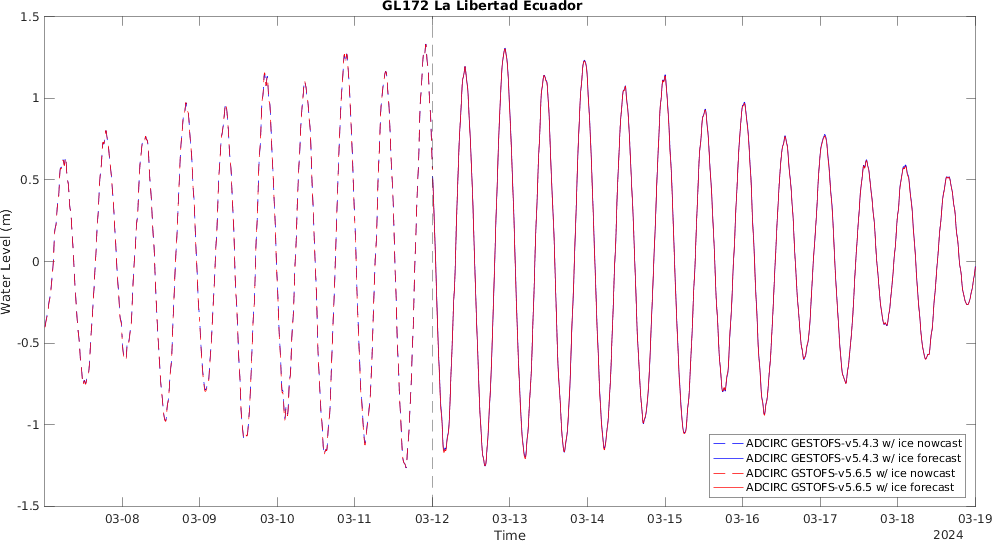 GL172 La Libertad Ecuador
1.5
1
0.5
0
-0.5
-1
-1.5
Water Level (m)
ADCIRC GESTOFS-v5.4.3 w/ ice nowcast
ADCIRC GESTOFS-v5.4.3 w/ ice forecast
ADCIRC GSTOFS-v5.6.5 w/ ice nowcast
ADCIRC GSTOFS-v5.6.5 w/ ice forecast
03-08 03-09 03-10 03-11 03-12 03-13 03-14 03-15 03-16 03-17 03-18 03-19
Time
2024